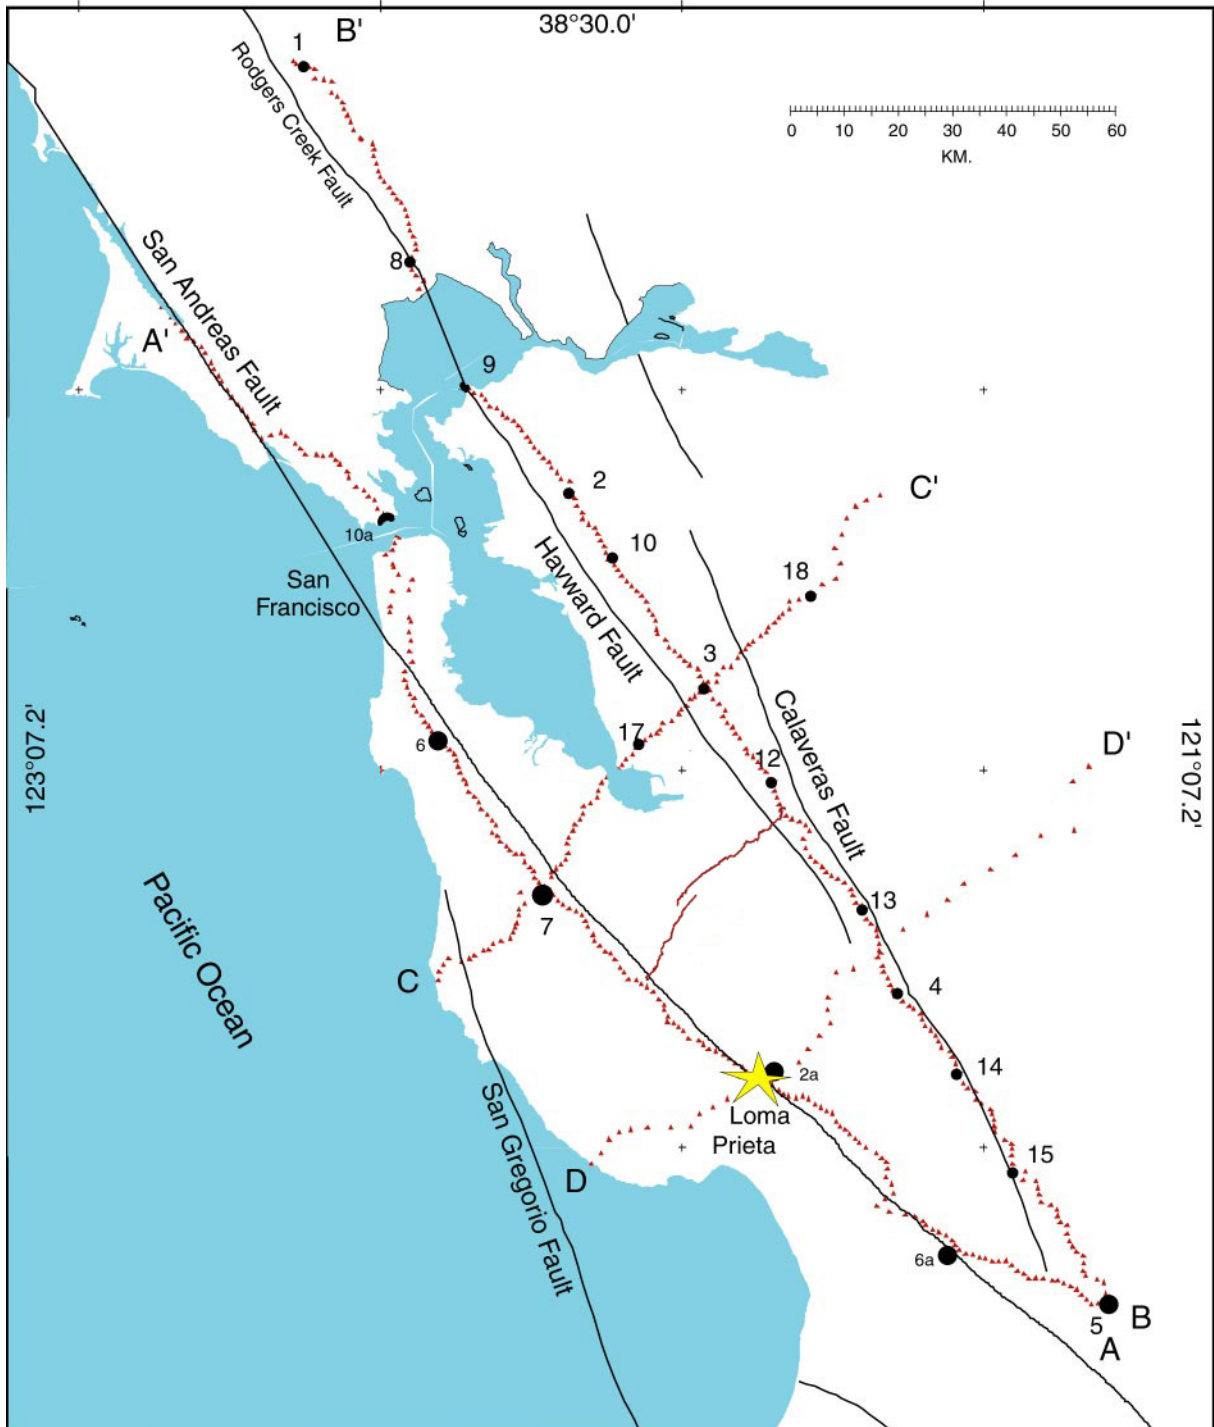 38°30.0'
B'
1
Rodgers Creek Fault
0 10 20 30 40 50 60
KM.
San Andreas Fault
8
A'
9
2
C'
10a
10
Hayward Fault
18
San
Francisco
3
17
6
12
Calaveras Fault
D'
123°07.2'
121°07.2'
13
7
Pacific Ocean
C
4
14
2a
Loma
Prieta
San Gregorio Fault
15
D
6a
5
B
A